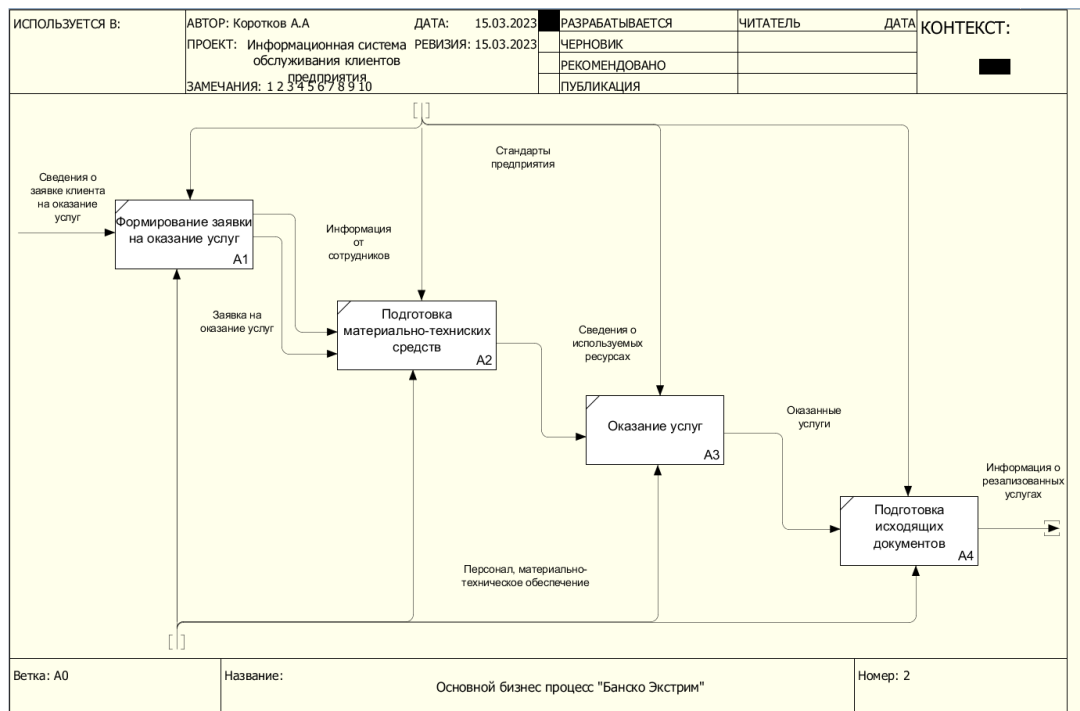 ИСПОЛЬЗУЕТСЯ В:
АВТОР: Коротков А.А
ДАТА: 15.03.2023
РАЗРАБАТЫВАЕТСЯ
ЧИТАТЕЛЬ
ДАТА
КОНТЕКСТ:
ПРОЕКТ: Информационная система
обслуживания клиентов
предприятия
РЕВИЗИЯ: 15.03.2023
ЧЕРНОВИК
РЕКОМЕНДОВАНО
ЗАМЕЧАНИЯ: 1 2 3 4 5 6 7 8 9 10
ПУБЛИКАЦИЯ
Стандарты
предприятия
Сведения о
заявке клиента
на оказание
услуг
Формирование заявки
на оказание услуг
A1
Информация
от
сотрудников
Заявка на
оказание услуг
Подготовка
материально-техниских
средств
A2
Сведения о
используемых
ресурсах
Оказание услуг
A3
Оказанные
услуги
Информация о
резализованных
услугах
Подготовка
исходящих
документов
A4
Персонал, материально-
техническое обеспечение
Ветка: A0
Название:
Основной бизнес процесс "Банско Экстрим"
Номер: 2